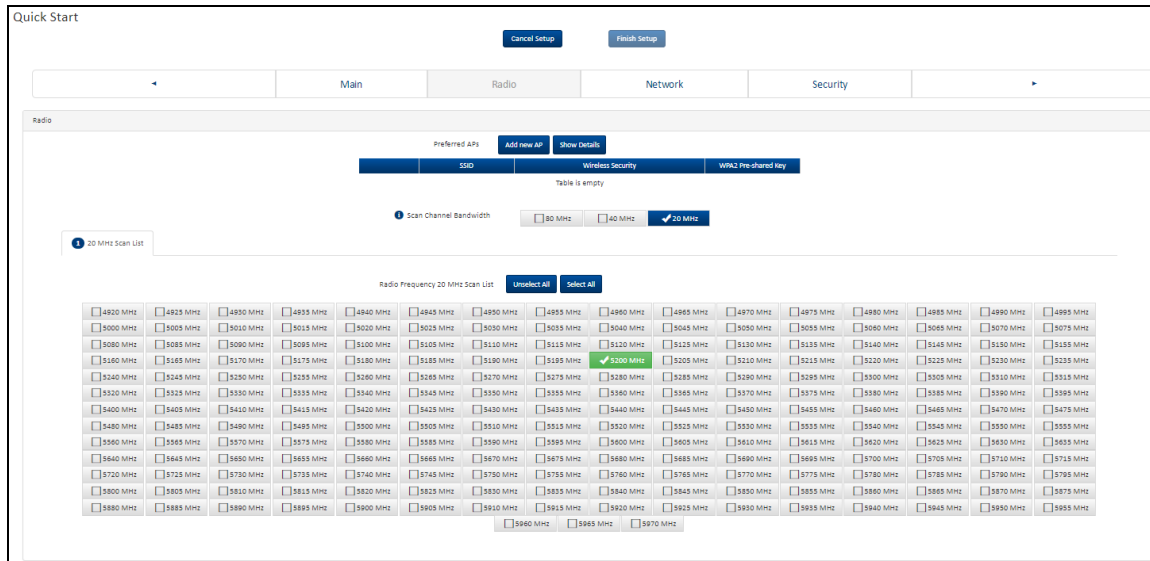 Quick Start
Cancel Setup Finish Setup
◄ Main Radio Network Security ►
Radio
Preferred APs Add new AP Show Details
SSID Wireless Security WPA2 Pre-shared Key
Table is empty
Scan Channel Bandwidth 80 MHz 40 MHz 20 MHz
1 20 MHz Scan List
Radio Frequency 20 MHz Scan List Unselect All Select All
4920 MHz 4925 MHz 4930 MHz 4935 MHz 4940 MHz 4945 MHz 4950 MHz 4955 MHz 4960 MHz 4965 MHz 4970 MHz 4975 MHz 4980 MHz 4985 MHz 4990 MHz 4995 MHz
5000 MHz 5005 MHz 5010 MHz 5015 MHz 5020 MHz 5025 MHz 5030 MHz 5035 MHz 5040 MHz 5045 MHz 5050 MHz 5055 MHz 5060 MHz 5065 MHz 5070 MHz 5075 MHz
5080 MHz 5085 MHz 5090 MHz 5095 MHz 5100 MHz 5105 MHz 5110 MHz 5115 MHz 5120 MHz 5125 MHz 5130 MHz 5135 MHz 5140 MHz 5145 MHz 5150 MHz 5155 MHz
5160 MHz 5165 MHz 5170 MHz 5175 MHz 5180 MHz 5185 MHz 5190 MHz 5195 MHz 5200 MHz 5205 MHz 5210 MHz 5215 MHz 5220 MHz 5225 MHz 5230 MHz 5235 MHz
5240 MHz 5245 MHz 5250 MHz 5255 MHz 5260 MHz 5265 MHz 5270 MHz 5275 MHz 5280 MHz 5285 MHz 5290 MHz 5295 MHz 5300 MHz 5305 MHz 5310 MHz 5315 MHz
5320 MHz 5325 MHz 5330 MHz 5335 MHz 5340 MHz 5345 MHz 5350 MHz 5355 MHz 5360 MHz 5365 MHz 5370 MHz 5375 MHz 5380 MHz 5385 MHz 5390 MHz 5395 MHz
5400 MHz 5405 MHz 5410 MHz 5415 MHz 5420 MHz 5425 MHz 5430 MHz 5435 MHz 5440 MHz 5445 MHz 5450 MHz 5455 MHz 5460 MHz 5465 MHz 5470 MHz 5475 MHz
5480 MHz 5485 MHz 5490 MHz 5495 MHz 5500 MHz 5505 MHz 5510 MHz 5515 MHz 5520 MHz 5525 MHz 5530 MHz 5535 MHz 5540 MHz 5545 MHz 5550 MHz 5555 MHz
5560 MHz 5565 MHz 5570 MHz 5575 MHz 5580 MHz 5585 MHz 5590 MHz 5595 MHz 5600 MHz 5605 MHz 5610 MHz 5615 MHz 5620 MHz 5625 MHz 5630 MHz 5635 MHz
5640 MHz 5645 MHz 5650 MHz 5655 MHz 5660 MHz 5665 MHz 5670 MHz 5675 MHz 5680 MHz 5685 MHz 5690 MHz 5695 MHz 5700 MHz 5705 MHz 5710 MHz 5715 MHz
5720 MHz 5725 MHz 5730 MHz 5735 MHz 5740 MHz 5745 MHz 5750 MHz 5755 MHz 5760 MHz 5765 MHz 5770 MHz 5775 MHz 5780 MHz 5785 MHz 5790 MHz 5795 MHz
5800 MHz 5805 MHz 5810 MHz 5815 MHz 5820 MHz 5825 MHz 5830 MHz 5835 MHz 5840 MHz 5845 MHz 5850 MHz 5855 MHz 5860 MHz 5865 MHz 5870 MHz 5875 MHz
5880 MHz 5885 MHz 5890 MHz 5895 MHz 5900 MHz 5905 MHz 5910 MHz 5915 MHz 5920 MHz 5925 MHz 5930 MHz 5935 MHz 5940 MHz 5945 MHz 5950 MHz 5955 MHz
5960 MHz 5965 MHz 5970 MHz